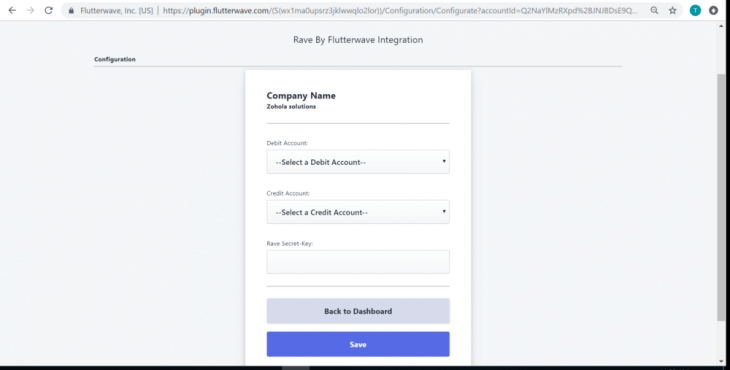 Flutterwave, Inc. [US] | https://plugin.flutterwave.com/(S(wx1ma0upsrz3jklwwqlo2lor))/Configuration/Configurate?accountId=Q2NaYlMzRXpd%2BJNJBDsE9Q...
T
Rave By Flutterwave Integration
Configuration
Company Name
Zohola solutions
Debit Account:
--Select a Debit Account--
Credit Account:
--Select a Credit Account--
Rave Secret-Key:
Back to Dashboard
Save